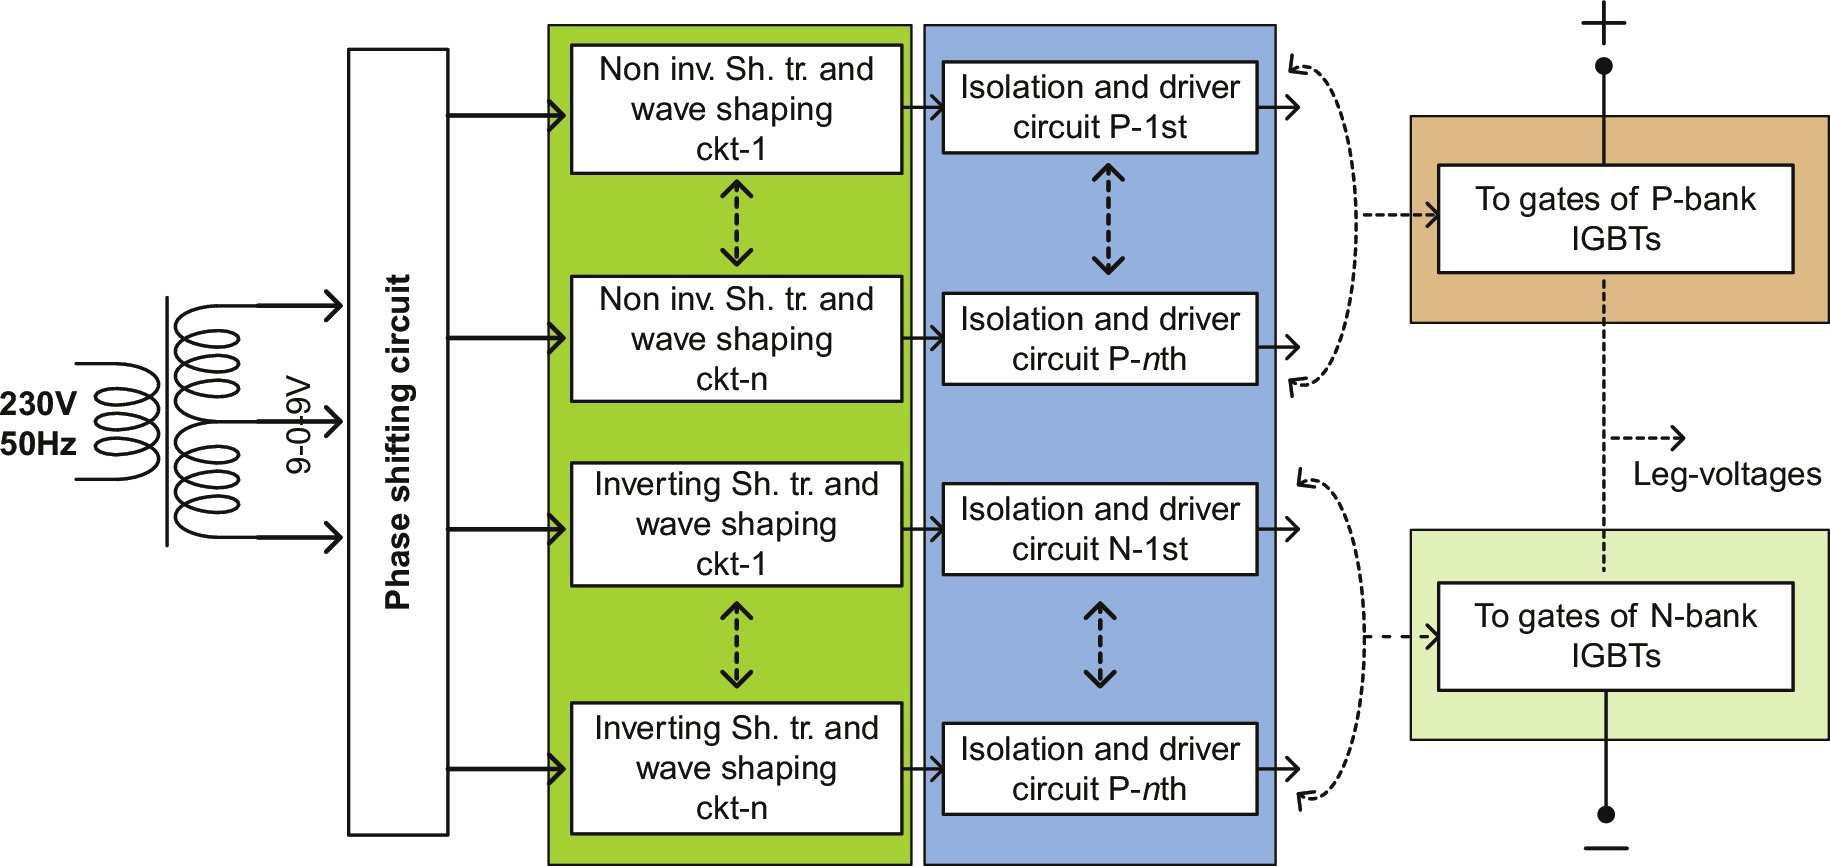 230V
50Hz
9-0-9V
Phase shifting circuit
Non inv. Sh. tr. and
wave shaping
ckt-1
Non inv. Sh. tr. and
wave shaping
ckt-n
Inverting Sh. tr. and
wave shaping
ckt-1
Inverting Sh. tr. and
wave shaping
ckt-n
Isolation and driver
circuit P-1st
Isolation and driver
circuit P-nth
Isolation and driver
circuit N-1st
Isolation and driver
circuit P-nth
+
To gates of P-bank
IGBTs
Leg-voltages
To gates of N-bank
IGBTs
—